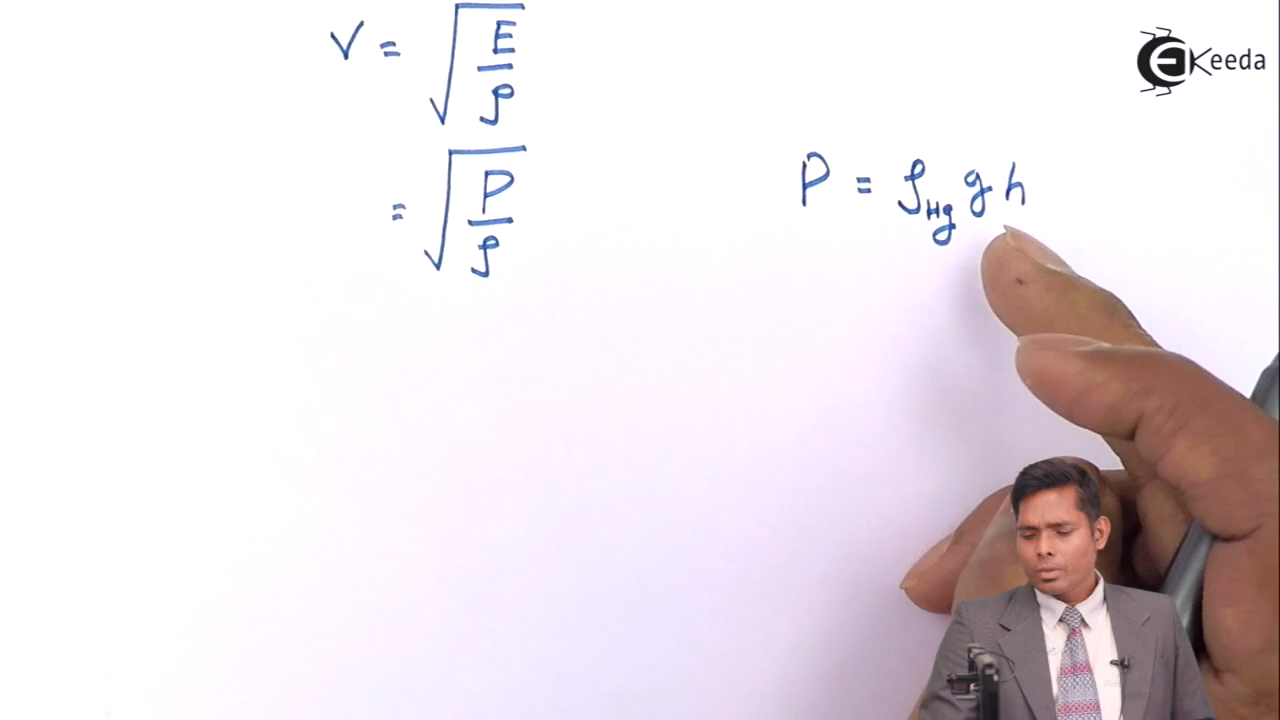 V = √(E/ρ)
= √(P/ρ)
P = ρHg g h
EKeeda